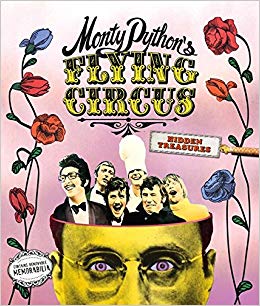 Monty Python's
FLYING
CIRCUS
HIDDEN
TREASURES
CONTAINS REMOVABLE
MEMORABILIA